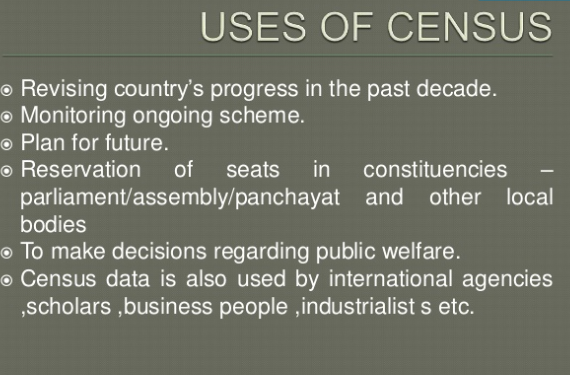 USES OF CENSUS
Revising country's progress in the past decade.
Monitoring ongoing scheme.
Plan for future.
Reservation of seats in constituencies –
parliament/assembly/panchayat and other local
bodies
To make decisions regarding public welfare.
Census data is also used by international agencies
,scholars ,business people ,industrialist s etc.